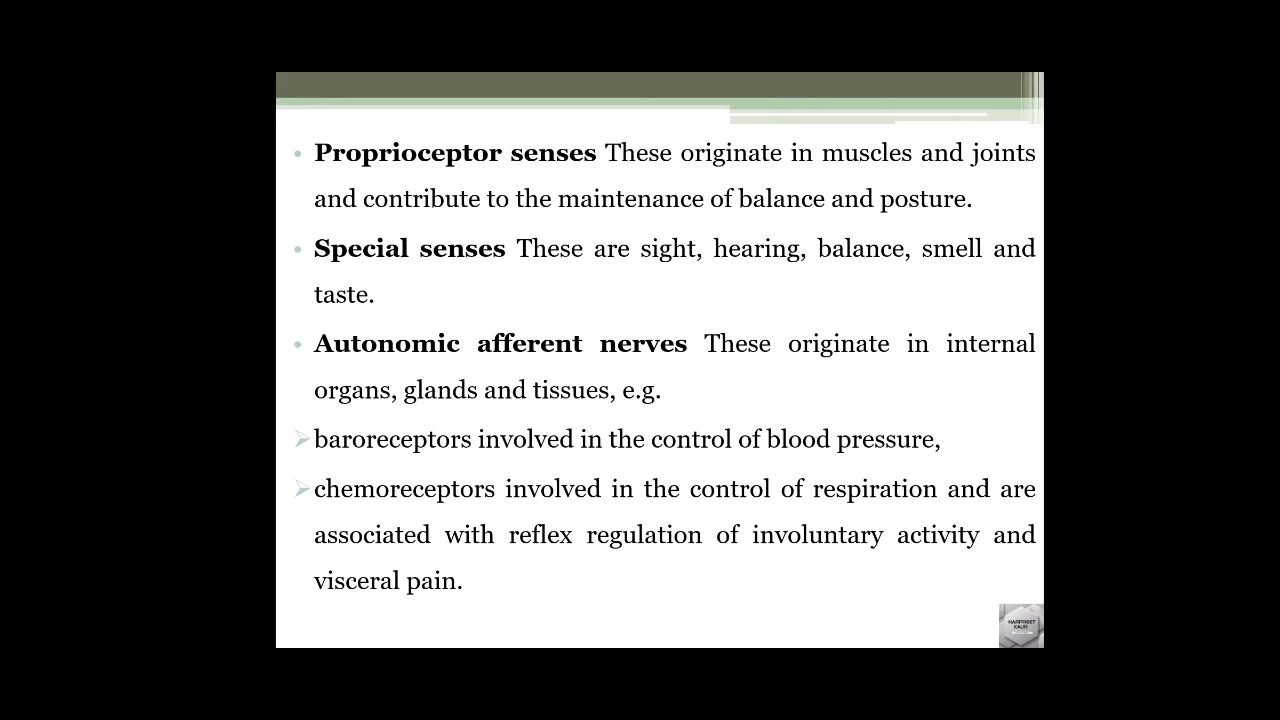 Proprioceptor senses These originate in muscles and joints
and contribute to the maintenance of balance and posture.
Special senses These are sight, hearing, balance, smell and
taste.
Autonomic afferent nerves These originate in internal
organs, glands and tissues, e.g.
baroreceptors involved in the control of blood pressure,
chemoreceptors involved in the control of respiration and are
associated with reflex regulation of involuntary activity and
visceral pain.
HARPREET
KAUR